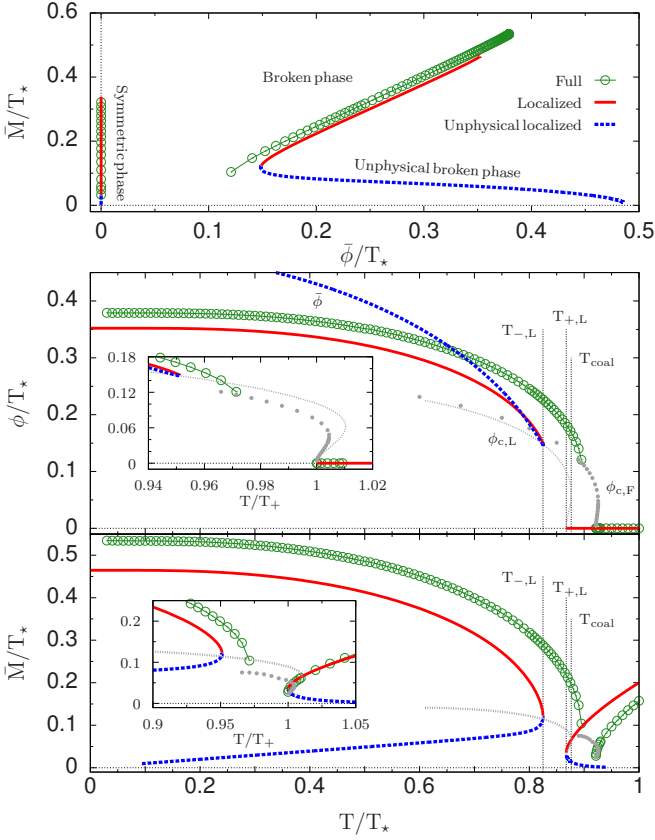 M̄/T⋆
0.6
0.4
0.2
0
Symmetric phase
Broken phase
Unphysical broken phase
Full
Localized
Unphysical localized
0 0.1 0.2 0.3 0.4 0.5
φ̄/T⋆
φ/T⋆
0.4
0.3
0.2
0.1
0
φ̄
T−,L
T+,L
Tcoal
φc,L
φc,F
0.18
0.12
0.06
0
0.94 0.96 0.98 1 1.02
T/T+
M̄/T⋆
0.5
0.4
0.3
0.2
0.1
0
T−,L
T+,L
Tcoal
0.2
0.1
0
0.9 0.95 1 1.05
T/T+
0 0.2 0.4 0.6 0.8 1
T/T⋆